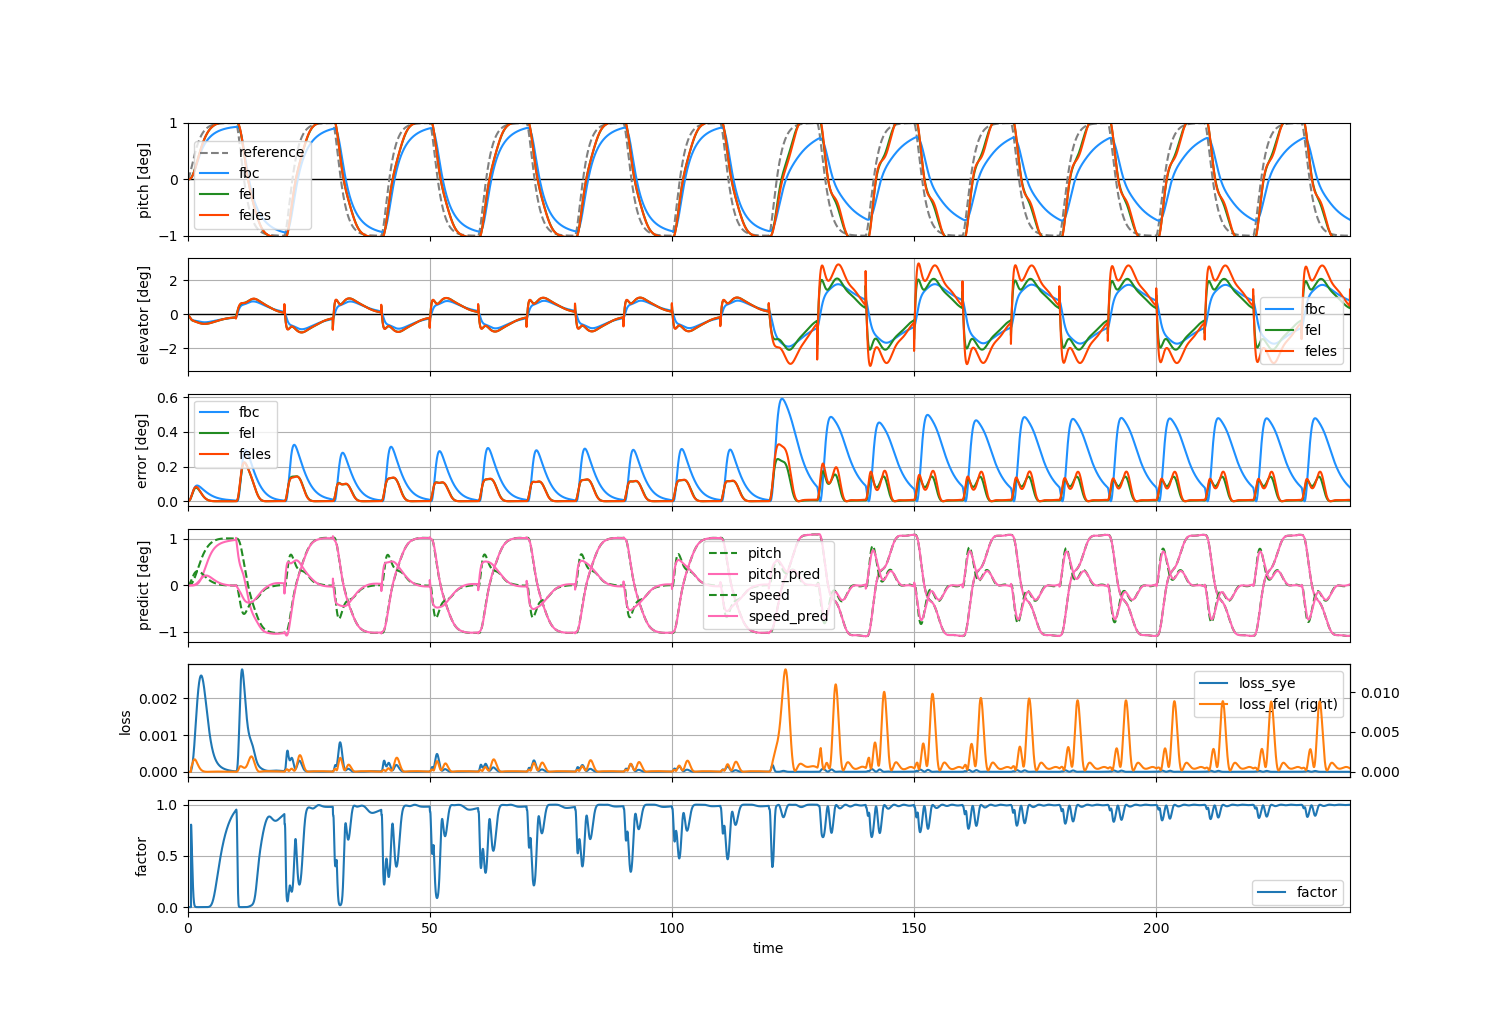 1
0
−1
pitch [deg]
reference
fbc
fel
feles
2
0
−2
elevator [deg]
fbc
fel
feles
0.6
0.4
0.2
0.0
error [deg]
fbc
fel
feles
1
0
−1
predict [deg]
pitch
pitch_pred
speed
speed_pred
0.002
0.001
0.000
loss
loss_sye
loss_fel (right)
0.010
0.005
0.000
1.0
0.5
0.0
factor
factor
0 50 100 150 200
time